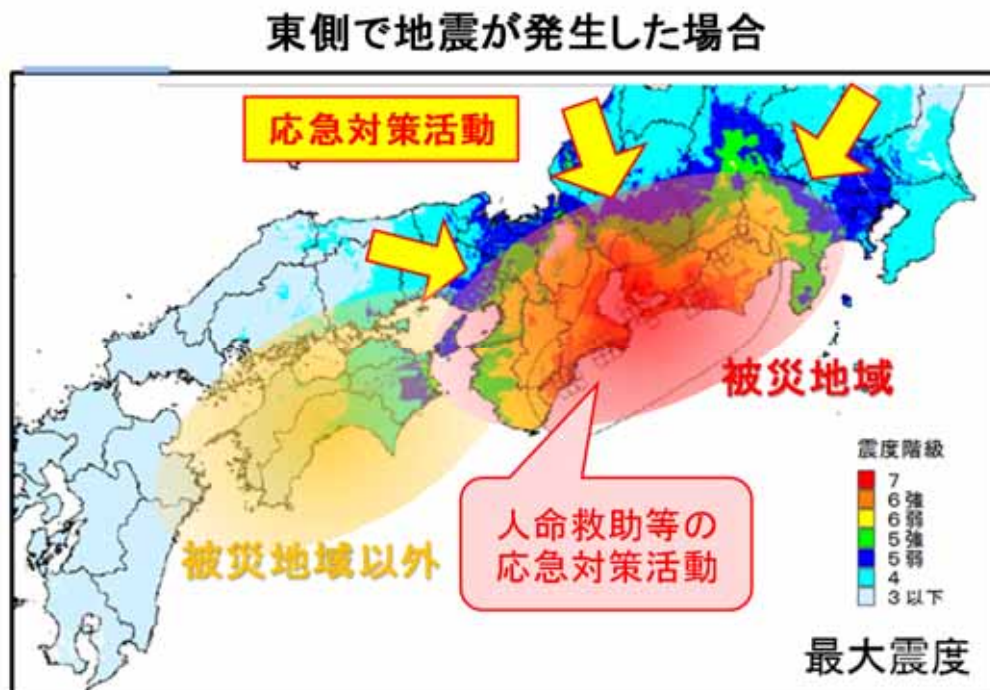 東側で地震が発生した場合
応急対策活動
被災地域
被災地域以外
人命救助等の
応急対策活動
震度階級
7
6強
6弱
5強
5弱
4
3以下
最大震度